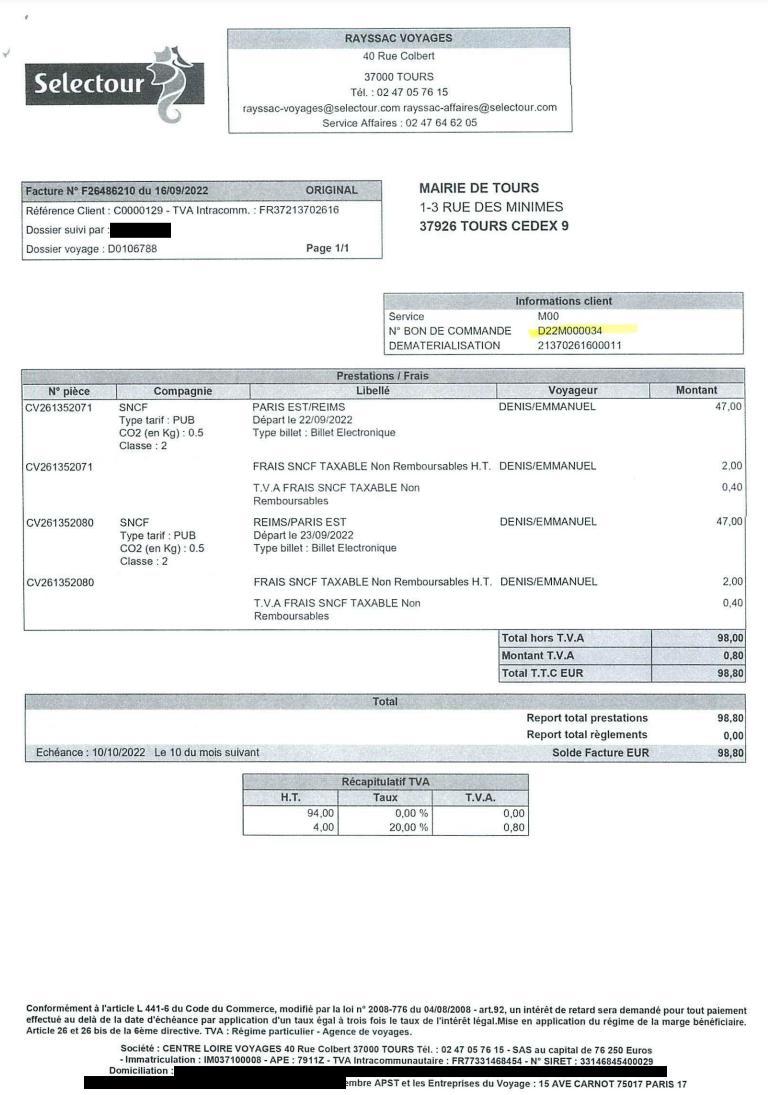 Selectour
RAYSSAC VOYAGES
40 Rue Colbert
37000 TOURS
Tél. : 02 47 05 76 15
rayssac-voyages@selectour.com rayssac-affaires@selectour.com
Service Affaires : 02 47 64 62 05
Facture N° F26486210 du 16/09/2022 ORIGINAL
Référence Client : C0000129 - TVA Intracomm. : FR37213702616
Dossier suivi par :
Dossier voyage : D0106788 Page 1/1
MAIRIE DE TOURS
1-3 RUE DES MINIMES
37926 TOURS CEDEX 9
Informations client
Service M00
N° BON DE COMMANDE D22M000034
DEMATERIALISATION 21370261600011
Prestations / Frais
N° pièce Compagnie Libellé Voyageur Montant
CV261352071 SNCF PARIS EST/REIMS DENIS/EMMANUEL 47,00
Type tarif : PUB Départ le 22/09/2022
CO2 (en Kg) : 0.5 Type billet : Billet Electronique
Classe : 2
CV261352071 FRAIS SNCF TAXABLE Non Remboursables H.T. DENIS/EMMANUEL 2,00
T.V.A FRAIS SNCF TAXABLE Non 0,40
Remboursables
CV261352080 SNCF REIMS/PARIS EST DENIS/EMMANUEL 47,00
Type tarif : PUB Départ le 23/09/2022
CO2 (en Kg) : 0.5 Type billet : Billet Electronique
Classe : 2
CV261352080 FRAIS SNCF TAXABLE Non Remboursables H.T. DENIS/EMMANUEL 2,00
T.V.A FRAIS SNCF TAXABLE Non 0,40
Remboursables
Total hors T.V.A 98,00
Montant T.V.A 0,80
Total T.T.C EUR 98,80
Total
Report total prestations 98,80
Report total règlements 0,00
Echéance : 10/10/2022 Le 10 du mois suivant Solde Facture EUR 98,80
Récapitulatif TVA
H.T. Taux T.V.A.
94,00 0,00 % 0,00
4,00 20,00 % 0,80
Conformément à l'article L 441-6 du Code du Commerce, modifié par la loi n° 2008-776 du 04/08/2008 - art.92, un intérêt de retard sera demandé pour tout paiement
effectué au delà de la date d'échéance par application d'un taux égal à trois fois le taux de l'intérêt légal.Mise en application du régime de la marge bénéficiaire.
Article 26 et 26 bis de la 6ème directive. TVA : Régime particulier - Agence de voyages.
Société : CENTRE LOIRE VOYAGES 40 Rue Colbert 37000 TOURS Tél. : 02 47 05 76 15 - SAS au capital de 76 250 Euros
- Immatriculation : IM037100008 - APE : 7911Z - TVA Intracommunautaire : FR77331468454 - N° SIRET : 33146845400029
Domiciliation :
embre APST et les Entreprises du Voyage : 15 AVE CARNOT 75017 PARIS 17